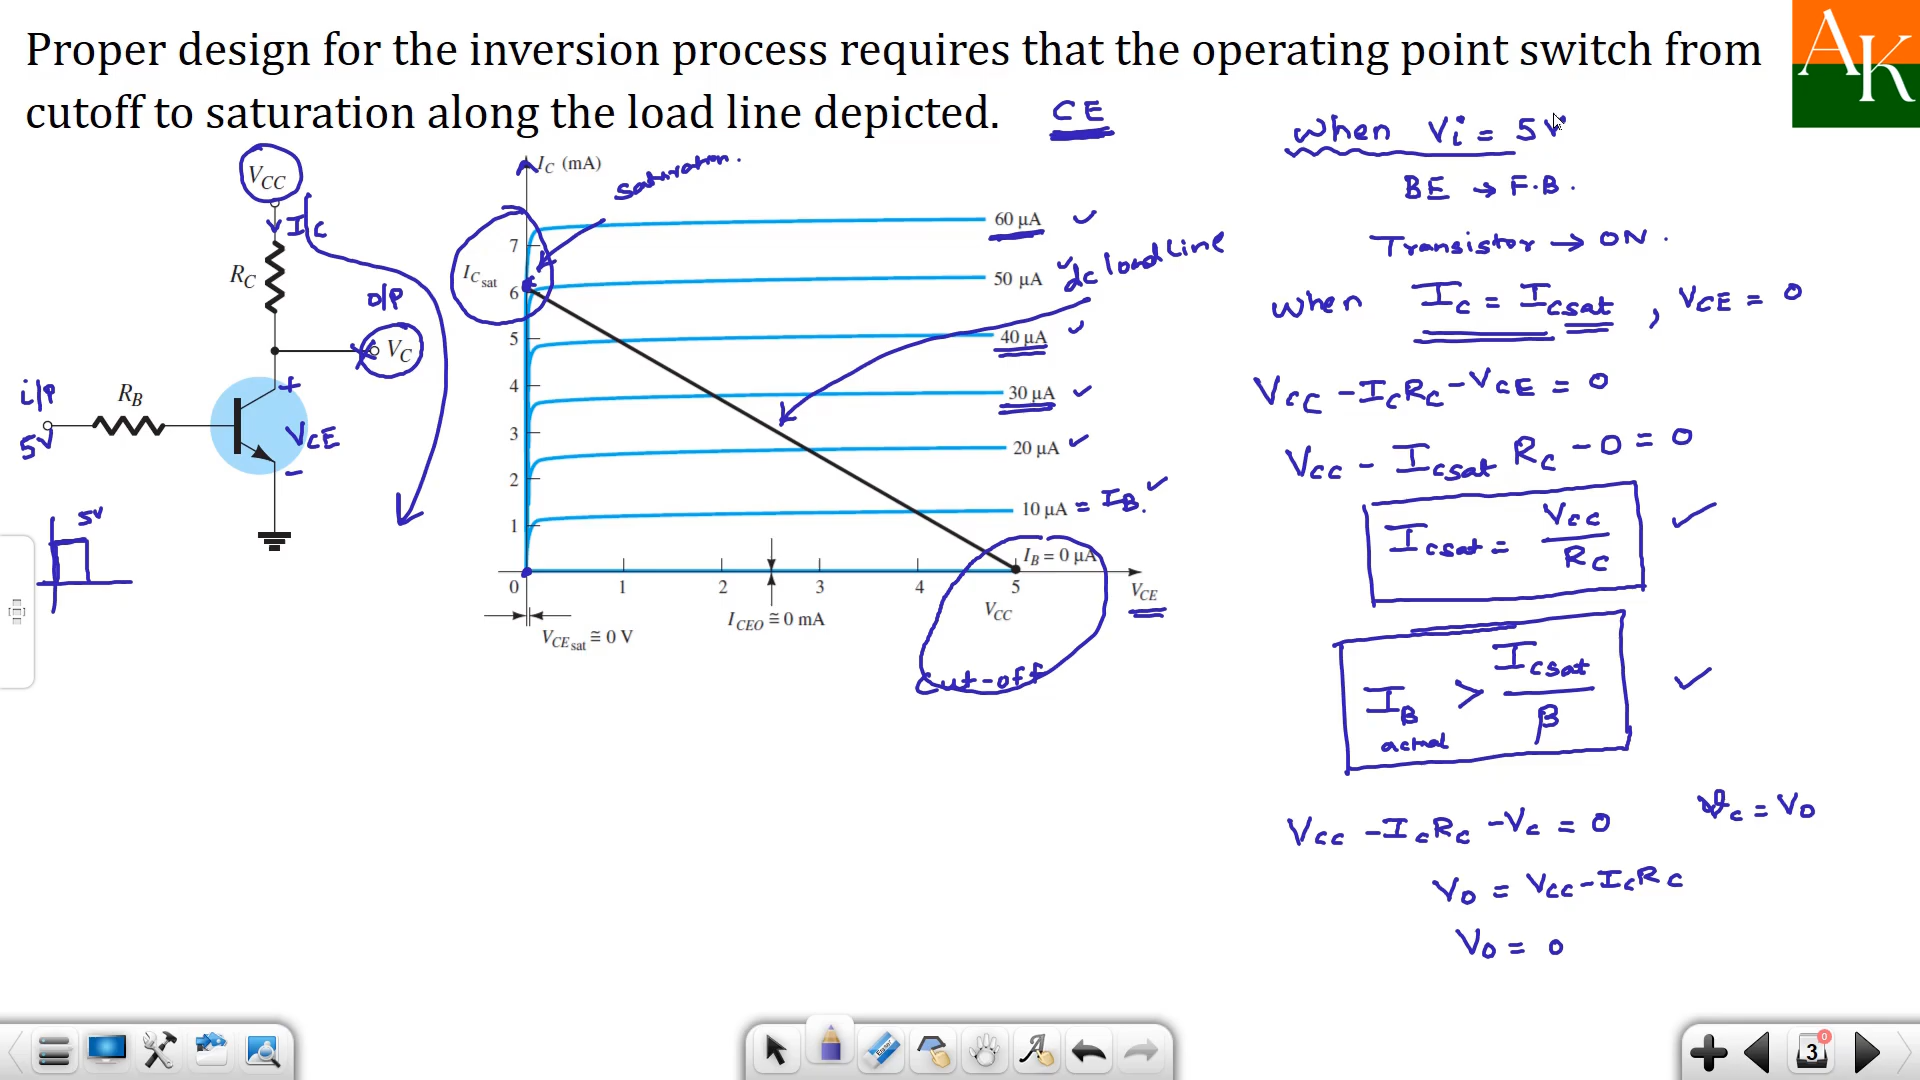 Proper design for the inversion process requires that the operating point switch from
cutoff to saturation along the load line depicted.
CE
AK
VCC
IC
RC
o/p
VC
i/p
5V
RB
+
VCE
−
5V
IC (mA)
saturation.
7
ICsat
6
5
4
3
2
1
0
1
2
3
4
5
60 μA
50 μA
dc load line
40 μA
30 μA
20 μA
10 μA = IB.
IB = 0 μA
VCE
VCC
ICEO ≅ 0 mA
VCEsat ≅ 0 V
Cut-off
When Vi = 5V
BE → F.B.
Transistor → ON.
When IC = ICsat, VCE = 0
VCC − ICRC − VCE = 0
VCC − ICsat RC − 0 = 0
ICsat = VCC / RC
IB actual > ICsat / β
VCC − ICRC − VC = 0
VC = VO
VO = VCC − ICRC
VO = 0
Eraser
A
3
0